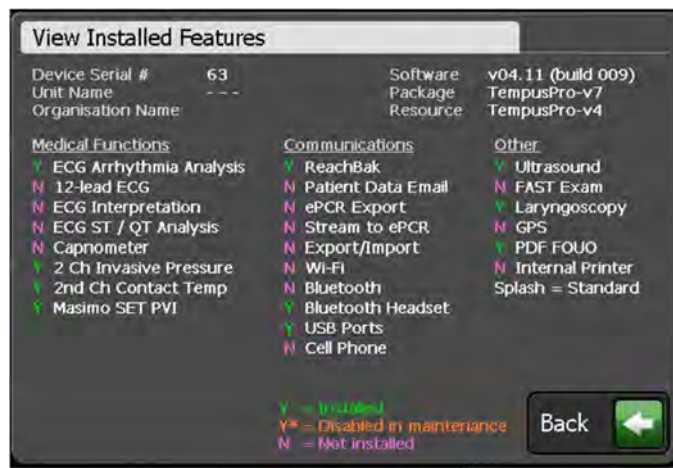 View Installed Features
Device Serial # 63 Software v04.11 (build 009)
Unit Name - - - Package TempusPro-v7
Organisation Name Resource TempusPro-v4
Medical Functions
Y ECG Arrhythmia Analysis
N 12-lead ECG
N ECG Interpretation
N ECG ST / QT Analysis
N Capnometer
Y 2 Ch Invasive Pressure
Y 2nd Ch Contact Temp
Y Masimo SET PVI
Communications
Y ReachBak
N Patient Data Email
N ePCR Export
N Stream to ePCR
N Export/Import
N Wi-Fi
N Bluetooth
Y Bluetooth Headset
Y USB Ports
N Cell Phone
Other
Y Ultrasound
N FAST Exam
Y Laryngoscopy
N GPS
Y PDF FOUO
N Internal Printer
Splash = Standard
Y = Installed
Y* = Disabled in maintenance
N = Not installed
Back